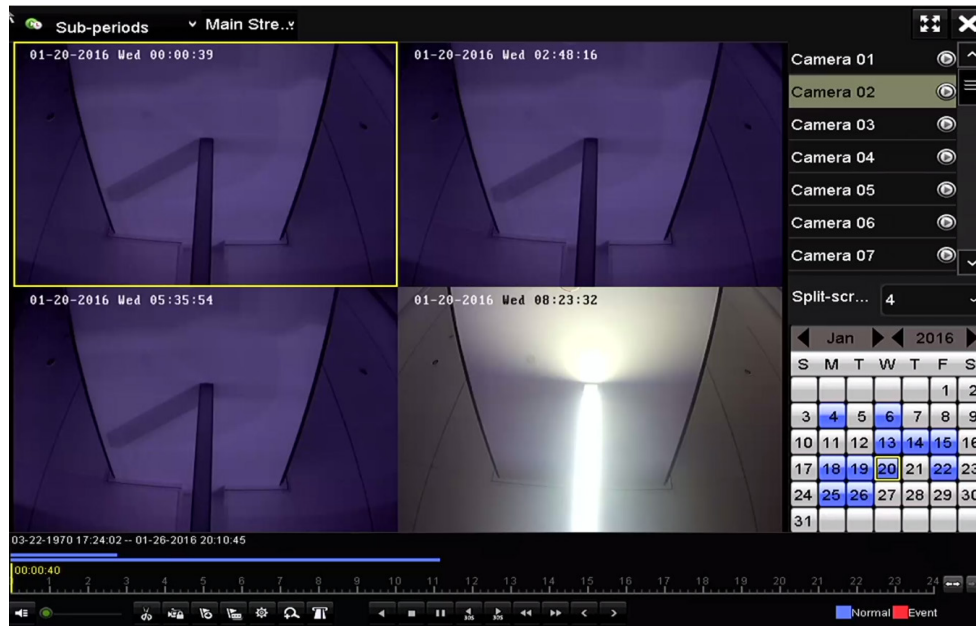 Sub-periods Main Stre...
01-20-2016 Wed 00:00:39
01-20-2016 Wed 02:48:16
01-20-2016 Wed 05:35:54
01-20-2016 Wed 08:23:32
Camera 01
Camera 02
Camera 03
Camera 04
Camera 05
Camera 06
Camera 07
Split-scr... 4
Jan 2016
S M T W T F S
1 2
3 4 5 6 7 8 9
10 11 12 13 14 15 16
17 18 19 20 21 22 23
24 25 26 27 28 29 30
31
03-22-1970 17:24:02 -- 01-26-2016 20:10:45
00:00:40
1 2 3 4 5 6 7 8 9 10 11 12 13 14 15 16 17 18 19 20 21 22 23 24
30S 30S
Normal Event